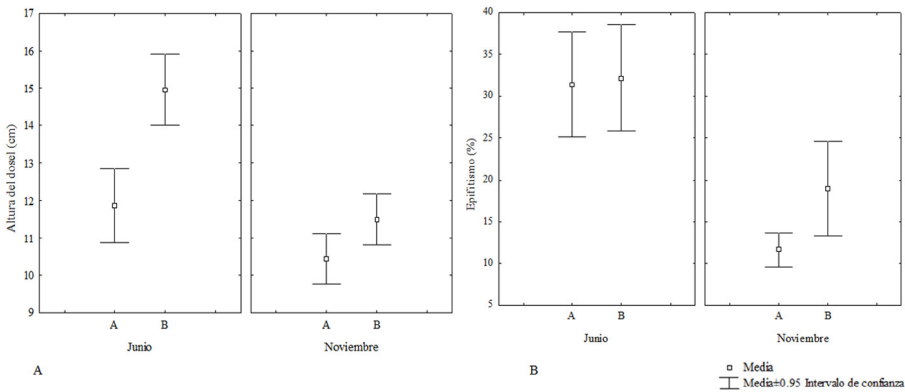 17
16
15
14
13
12
11
10
9
Altura del dosel (cm)
A B
Junio
A B
Noviembre
A
40
35
30
25
20
15
10
5
Epifitismo (%)
A B
Junio
A B
Noviembre
B
Media
Media±0.95 Intervalo de confianza